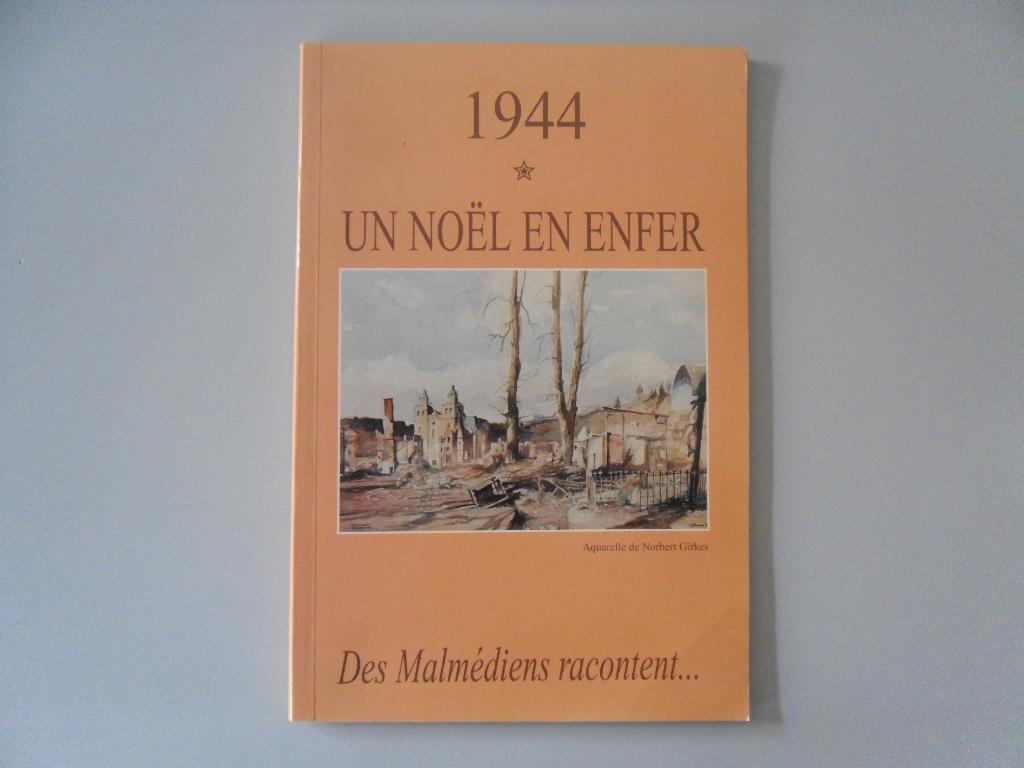 1944
UN NOËL EN ENFER
Aquarelle de Norbert Girkes
Des Malmédiens racontent...